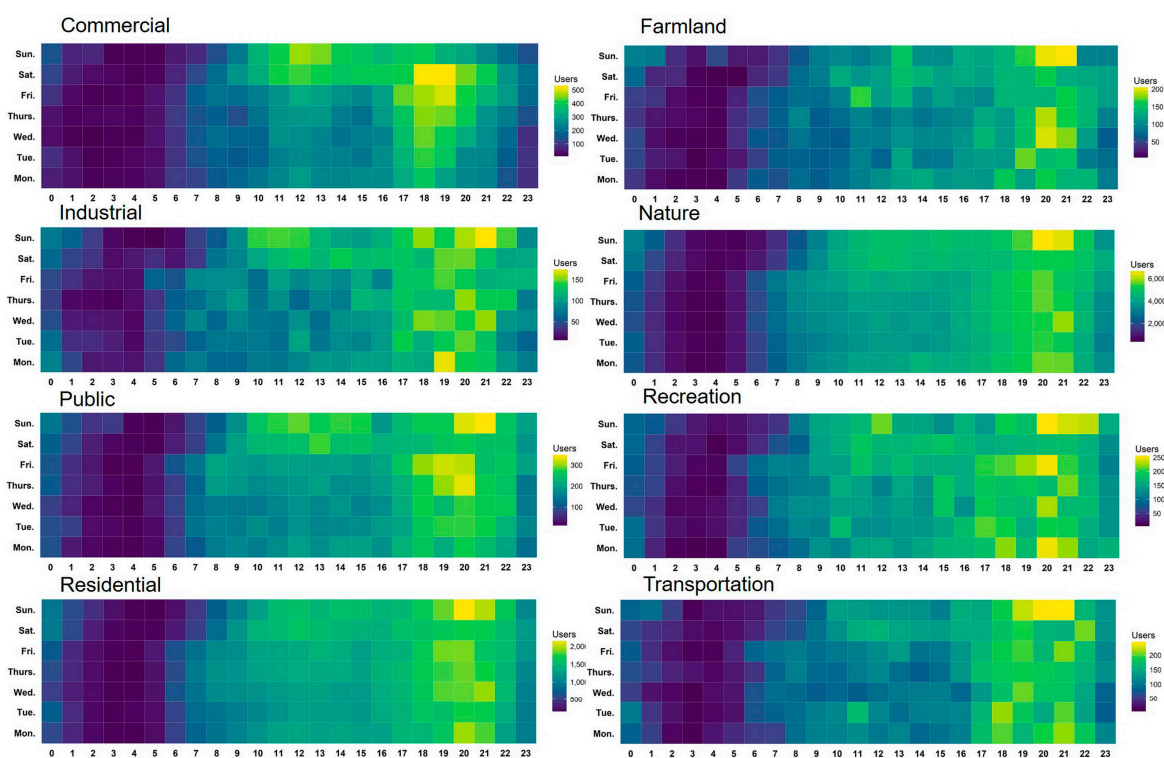 Commercial
Sun.
Sat.
Fri.
Thurs.
Wed.
Tue.
Mon.
0 1 2 3 4 5 6 7 8 9 10 11 12 13 14 15 16 17 18 19 20 21 22 23
Users
500
400
300
200
100
Farmland
Sun.
Sat.
Fri.
Thurs.
Wed.
Tue.
Mon.
0 1 2 3 4 5 6 7 8 9 10 11 12 13 14 15 16 17 18 19 20 21 22 23
Users
200
150
100
50
Industrial
Sun.
Sat.
Fri.
Thurs.
Wed.
Tue.
Mon.
0 1 2 3 4 5 6 7 8 9 10 11 12 13 14 15 16 17 18 19 20 21 22 23
Users
150
100
50
Nature
Sun.
Sat.
Fri.
Thurs.
Wed.
Tue.
Mon.
0 1 2 3 4 5 6 7 8 9 10 11 12 13 14 15 16 17 18 19 20 21 22 23
Users
6,000
4,000
2,000
Public
Sun.
Sat.
Fri.
Thurs.
Wed.
Tue.
Mon.
0 1 2 3 4 5 6 7 8 9 10 11 12 13 14 15 16 17 18 19 20 21 22 23
Users
300
200
100
Recreation
Sun.
Sat.
Fri.
Thurs.
Wed.
Tue.
Mon.
0 1 2 3 4 5 6 7 8 9 10 11 12 13 14 15 16 17 18 19 20 21 22 23
Users
250
200
150
100
50
Residential
Sun.
Sat.
Fri.
Thurs.
Wed.
Tue.
Mon.
0 1 2 3 4 5 6 7 8 9 10 11 12 13 14 15 16 17 18 19 20 21 22 23
Users
2,000
1,500
1,000
500
Transportation
Sun.
Sat.
Fri.
Thurs.
Wed.
Tue.
Mon.
0 1 2 3 4 5 6 7 8 9 10 11 12 13 14 15 16 17 18 19 20 21 22 23
Users
200
150
100
50